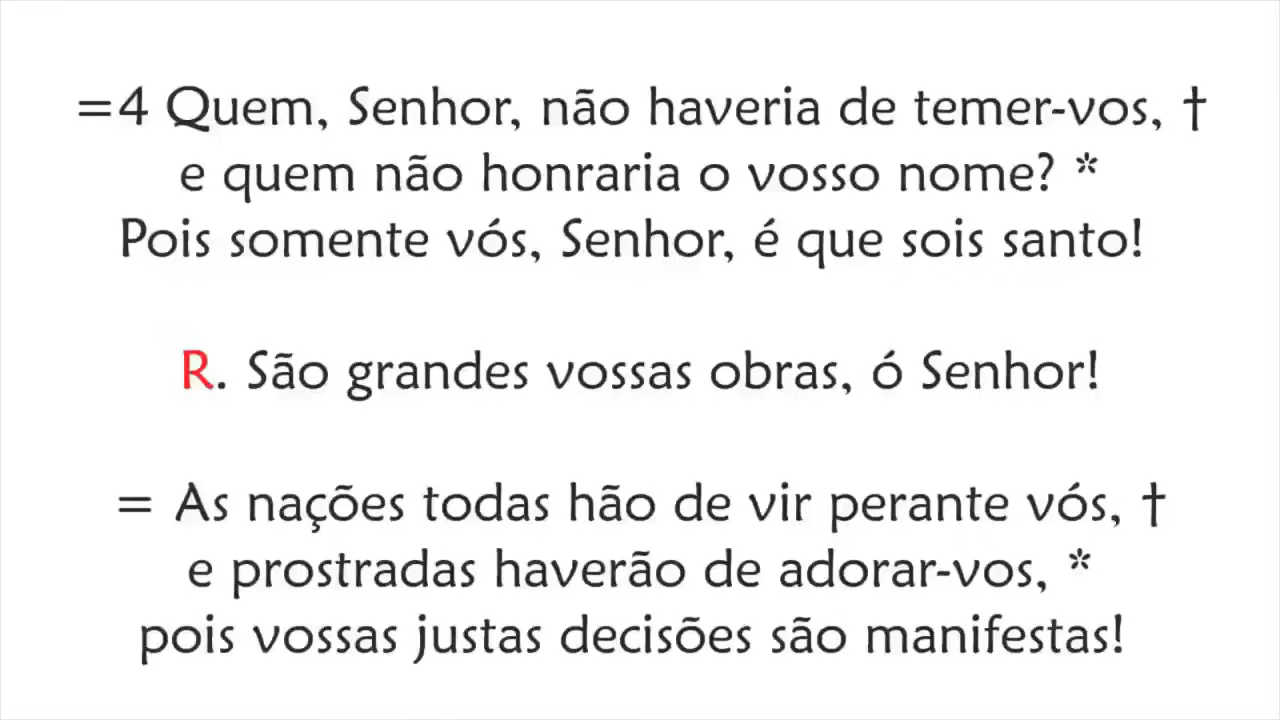 =4 Quem, Senhor, não haveria de temer-vos, †
e quem não honraria o vosso nome? *
Pois somente vós, Senhor, é que sois santo!
R. São grandes vossas obras, ó Senhor!
= As nações todas hão de vir perante vós, †
e prostradas haverão de adorar-vos, *
pois vossas justas decisões são manifestas!